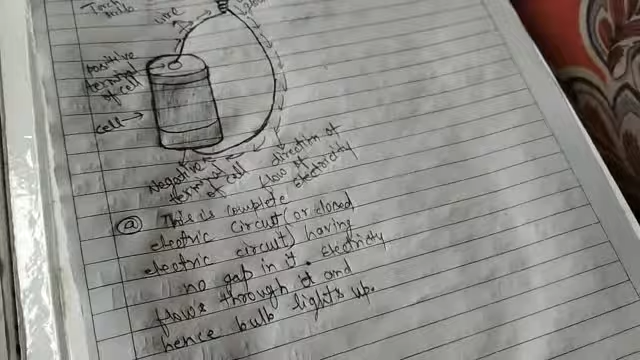 Torch
bulb
wire
positive
terminal
of cell
cell →
Negative
terminal
of cell
direction of
flow of
electricity
(a) This is complete
electric circuit (or closed
electric circuit) having
no gap in it. Electricity
flows through it and
hence bulb lights up.